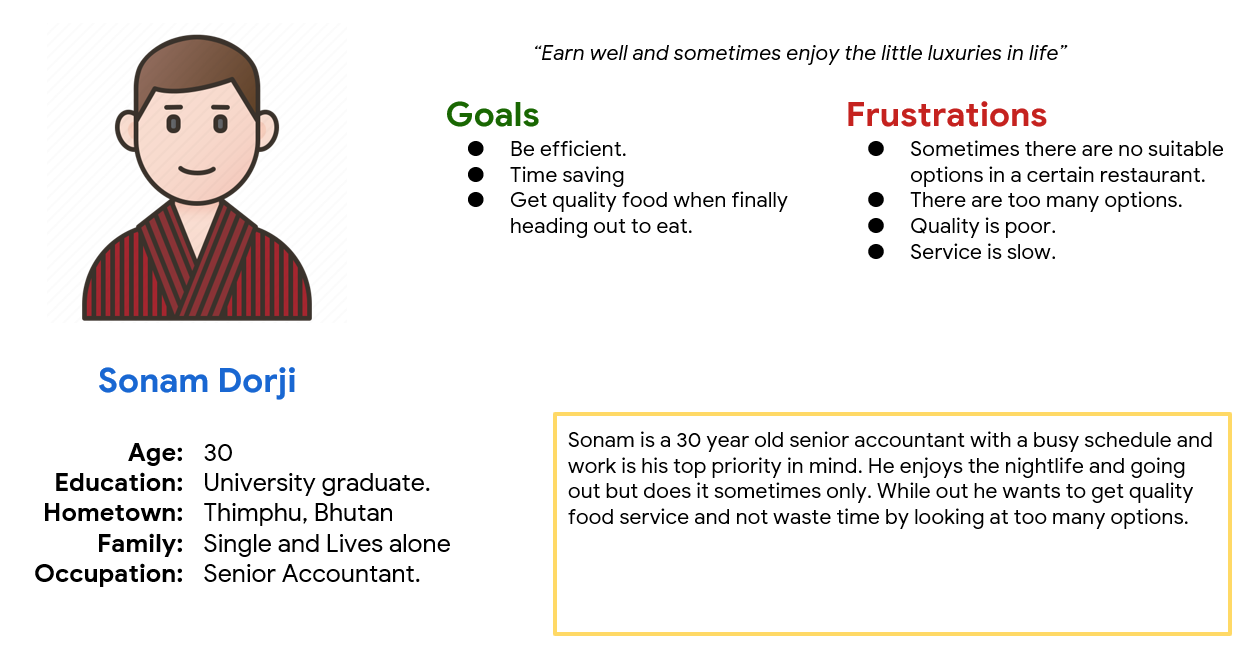 “Earn well and sometimes enjoy the little luxuries in life”
Goals
● Be efficient.
● Time saving
● Get quality food when finally
heading out to eat.
Frustrations
● Sometimes there are no suitable
options in a certain restaurant.
● There are too many options.
● Quality is poor.
● Service is slow.
Sonam Dorji
Age: 30
Education: University graduate.
Hometown: Thimphu, Bhutan
Family: Single and Lives alone
Occupation: Senior Accountant.
Sonam is a 30 year old senior accountant with a busy schedule and
work is his top priority in mind. He enjoys the nightlife and going
out but does it sometimes only. While out he wants to get quality
food service and not waste time by looking at too many options.